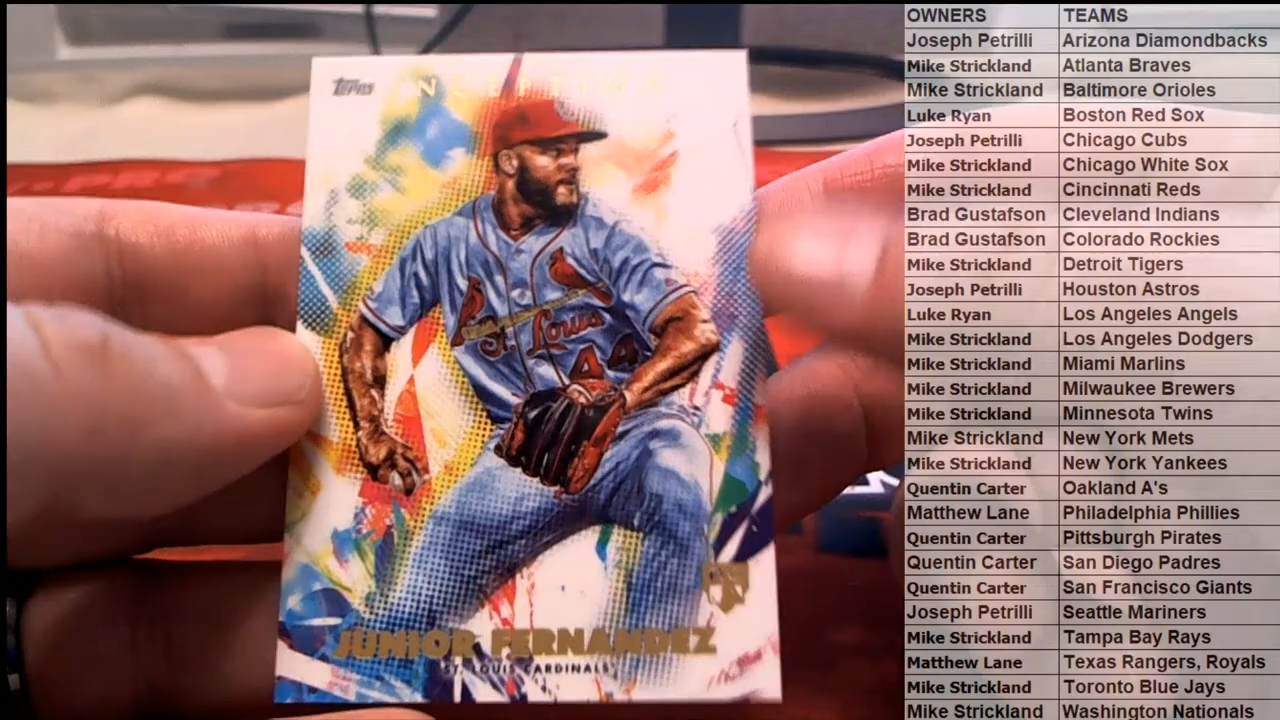 Topps
INCEPTION
St. Louis
44
JUNIOR FERNANDEZ
ST. LOUIS CARDINALS
OWNERS TEAMS
Joseph Petrilli Arizona Diamondbacks
Mike Strickland Atlanta Braves
Mike Strickland Baltimore Orioles
Luke Ryan Boston Red Sox
Joseph Petrilli Chicago Cubs
Mike Strickland Chicago White Sox
Mike Strickland Cincinnati Reds
Brad Gustafson Cleveland Indians
Brad Gustafson Colorado Rockies
Mike Strickland Detroit Tigers
Joseph Petrilli Houston Astros
Luke Ryan Los Angeles Angels
Mike Strickland Los Angeles Dodgers
Mike Strickland Miami Marlins
Mike Strickland Milwaukee Brewers
Mike Strickland Minnesota Twins
Mike Strickland New York Mets
Mike Strickland New York Yankees
Quentin Carter Oakland A's
Matthew Lane Philadelphia Phillies
Quentin Carter Pittsburgh Pirates
Quentin Carter San Diego Padres
Quentin Carter San Francisco Giants
Joseph Petrilli Seattle Mariners
Mike Strickland Tampa Bay Rays
Matthew Lane Texas Rangers, Royals
Mike Strickland Toronto Blue Jays
Mike Strickland Washington Nationals